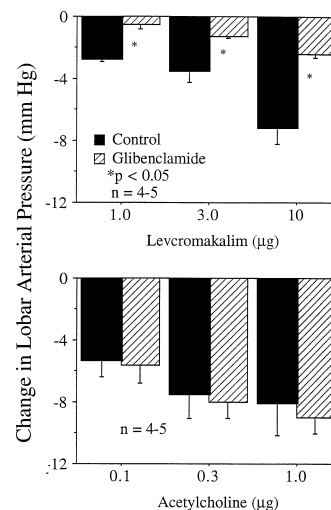 Change in Lobar Arterial Pressure (mm Hg)
0
-4
-8
-12
*
*
*
Control
Glibenclamide
*p < 0.05
n = 4-5
1.0
3.0
10
Levcromakalim (μg)
0
-4
-8
-12
n = 4-5
0.1
0.3
1.0
Acetylcholine (μg)